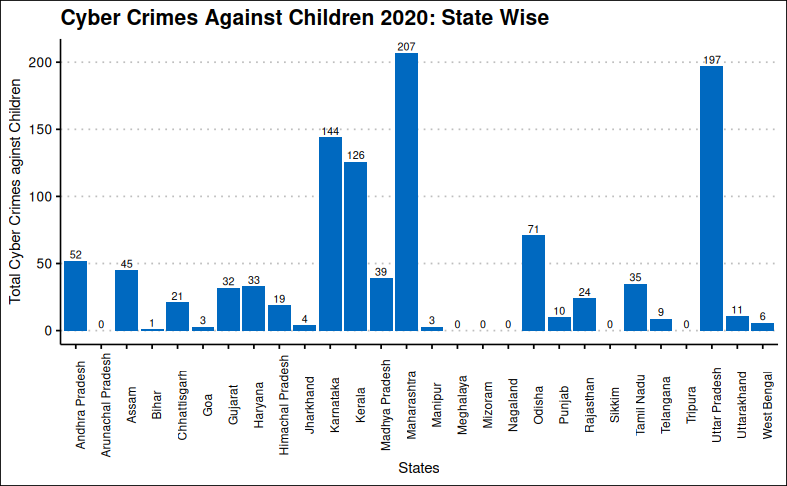 Cyber Crimes Against Children 2020: State Wise
Total Cyber Crimes against Children
200
150
100
50
0
52
0
45
1
21
3
32
33
19
4
144
126
39
207
3
0
0
0
71
10
24
0
35
9
0
197
11
6
Andhra Pradesh
Arunachal Pradesh
Assam
Bihar
Chhattisgarh
Goa
Gujarat
Haryana
Himachal Pradesh
Jharkhand
Karnataka
Kerala
Madhya Pradesh
Maharashtra
Manipur
Meghalaya
Mizoram
Nagaland
Odisha
Punjab
Rajasthan
Sikkim
Tamil Nadu
Telangana
Tripura
Uttar Pradesh
Uttarakhand
West Bengal
States